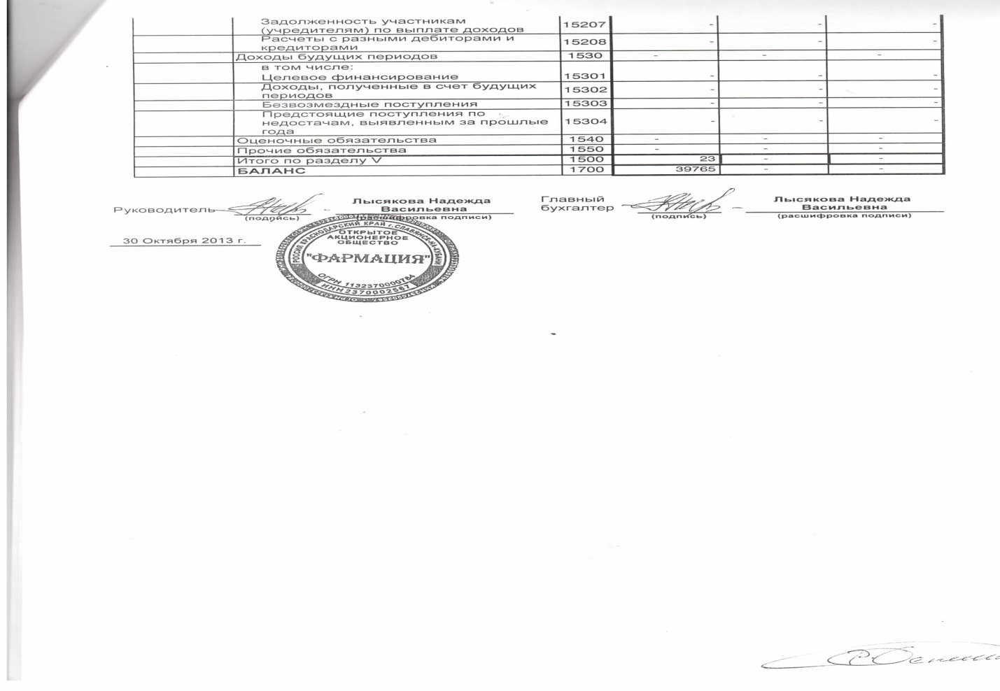 Задолженность участникам
(учредителям) по выплате доходов 15207 - - -
Расчеты с разными дебиторами и
кредиторами 15208 - - -
Доходы будущих периодов 1530 - - -
в том числе:
Целевое финансирование 15301 - - -
Доходы, полученные в счет будущих
периодов 15302 - - -
Безвозмездные поступления 15303 - - -
Предстоящие поступления по
недостачам, выявленным за прошлые
года 15304 - - -
Оценочные обязательства 1540 - - -
Прочие обязательства 1550 - - -
Итого по разделу V 1500 23 - -
БАЛАНС 1700 39765 - -
Руководитель
(подпись)
Лысякова Надежда
Васильевна
(расшифровка подписи)
Главный
бухгалтер
(подпись)
Лысякова Надежда
Васильевна
(расшифровка подписи)
30 Октября 2013 г.
РОССИЯ КРАСНОДАРСКИЙ КРАЙ г. СЛАВЯНСК-НА-КУБАНИ
ОТКРЫТОЕ
АКЦИОНЕРНОЕ
ОБЩЕСТВО
"ФАРМАЦИЯ"
ОГРН 1132370000784
ИНН 2370002567